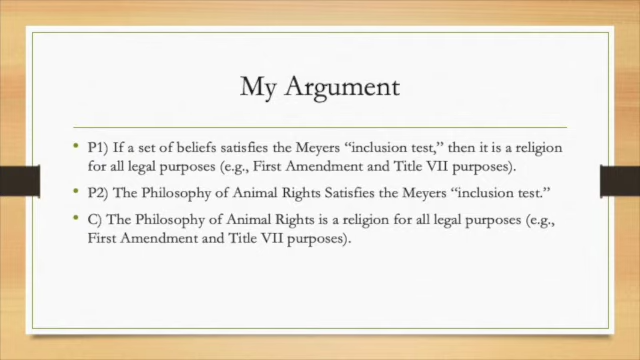 My Argument
• P1) If a set of beliefs satisfies the Meyers “inclusion test,” then it is a religion
for all legal purposes (e.g., First Amendment and Title VII purposes).
• P2) The Philosophy of Animal Rights Satisfies the Meyers “inclusion test.”
• C) The Philosophy of Animal Rights is a religion for all legal purposes (e.g.,
First Amendment and Title VII purposes).